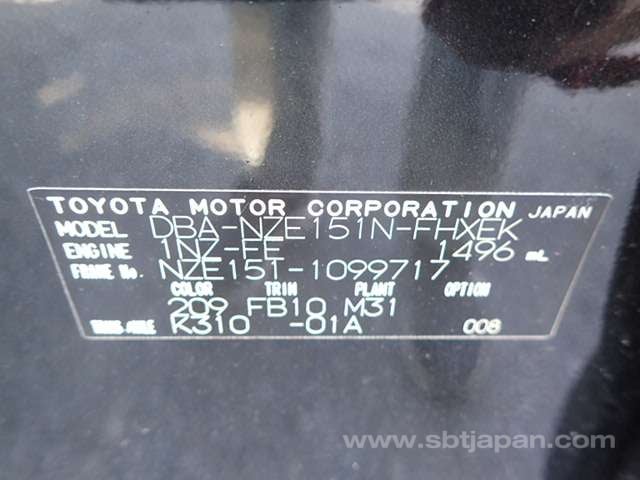 TOYOTA MOTOR CORPORATION JAPAN
MODEL DBA-NZE151N-FHXEK
ENGINE 1NZ-FE 1496 mL
FRAME No. NZE151-1099717
COLOR TRIM PLANT OPTION
209 FB10 M31
TRANS/AXLE K310 -01A 008
www.sbtjapan.com